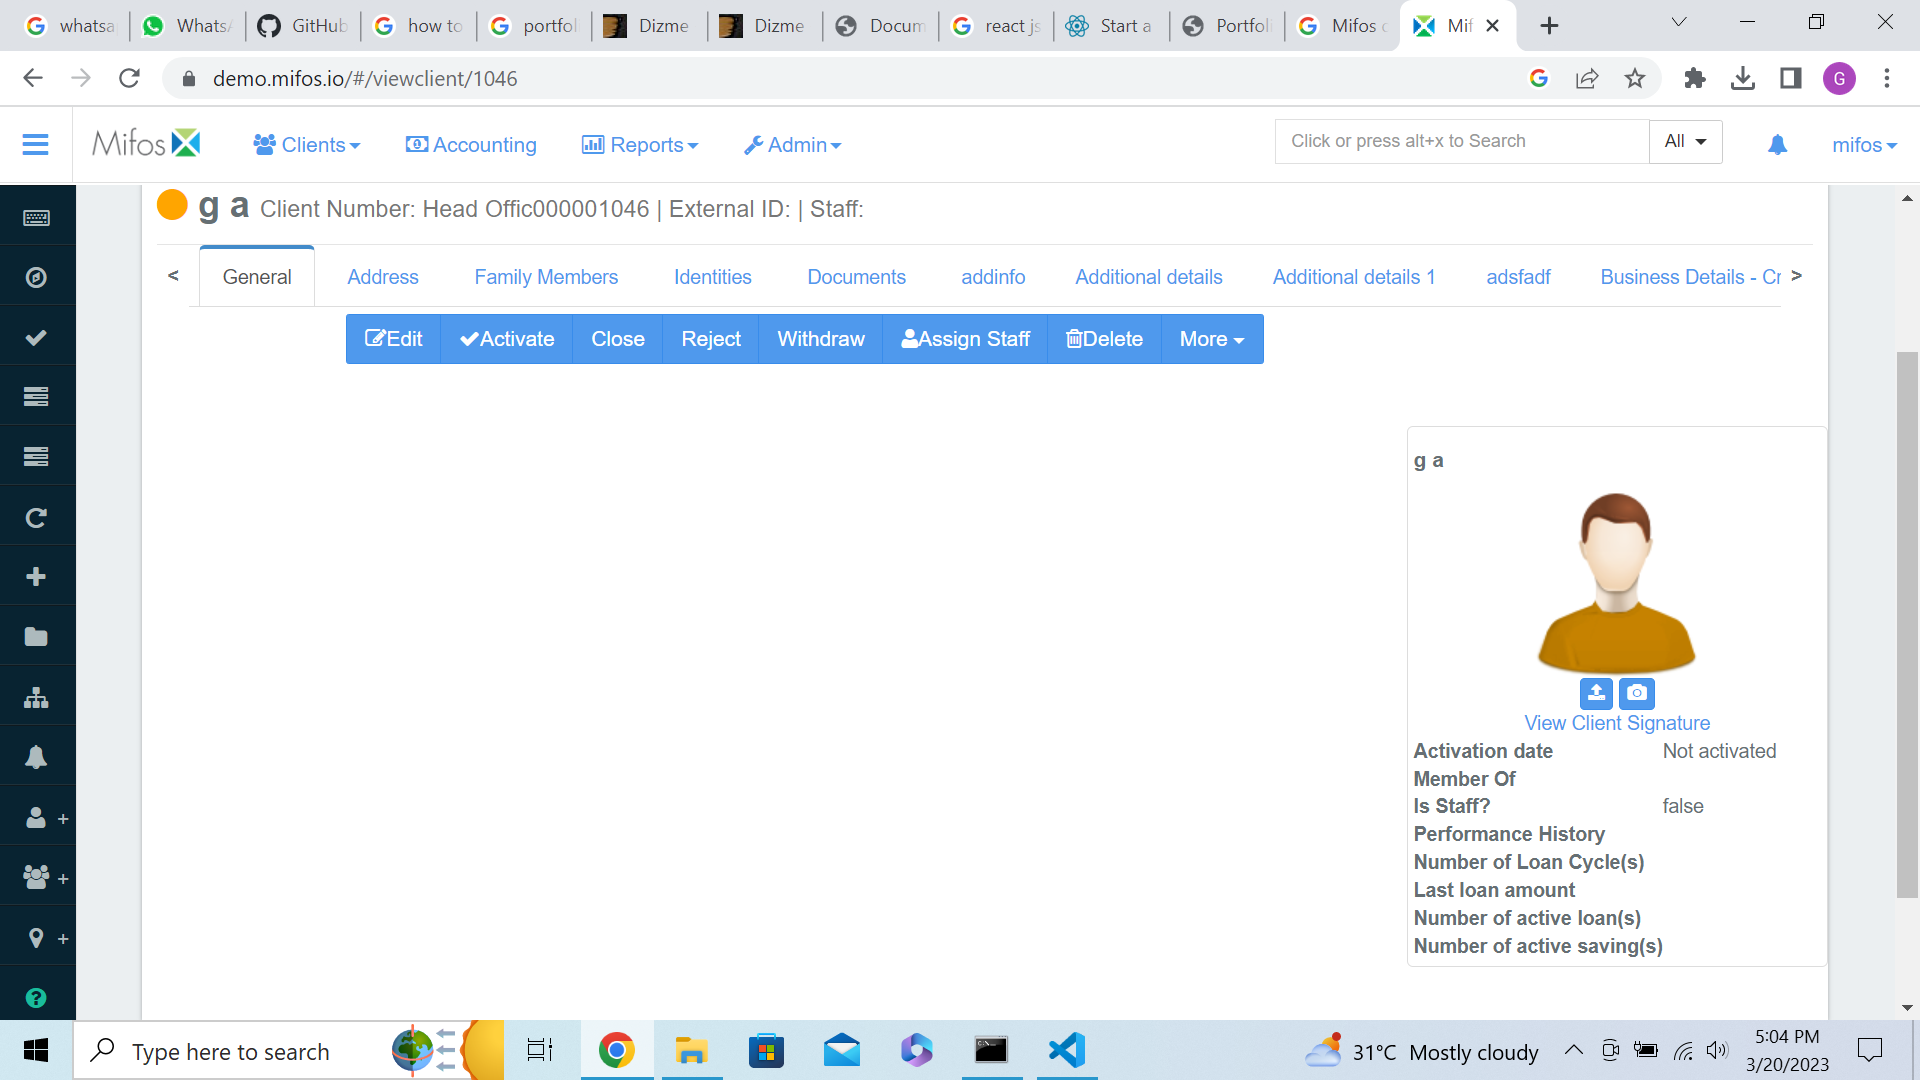 whatsa
WhatsA
GitHub
how to
portfol
Dizme
Dizme
Docum
react js
Start a
Portfoli
Mifos c
Mif
demo.mifos.io/#/viewclient/1046
G
Mifos
Clients
Accounting
Reports
Admin
Click or press alt+x to Search
All
mifos
g a Client Number: Head Offic000001046 | External ID: | Staff:
<
General
Address
Family Members
Identities
Documents
addinfo
Additional details
Additional details 1
adsfadf
Business Details - Cr
>
Edit
Activate
Close
Reject
Withdraw
Assign Staff
Delete
More
g a
View Client Signature
Activation date Not activated
Member Of
Is Staff? false
Performance History
Number of Loan Cycle(s)
Last loan amount
Number of active loan(s)
Number of active saving(s)
Type here to search
31°C Mostly cloudy
5:04 PM
3/20/2023